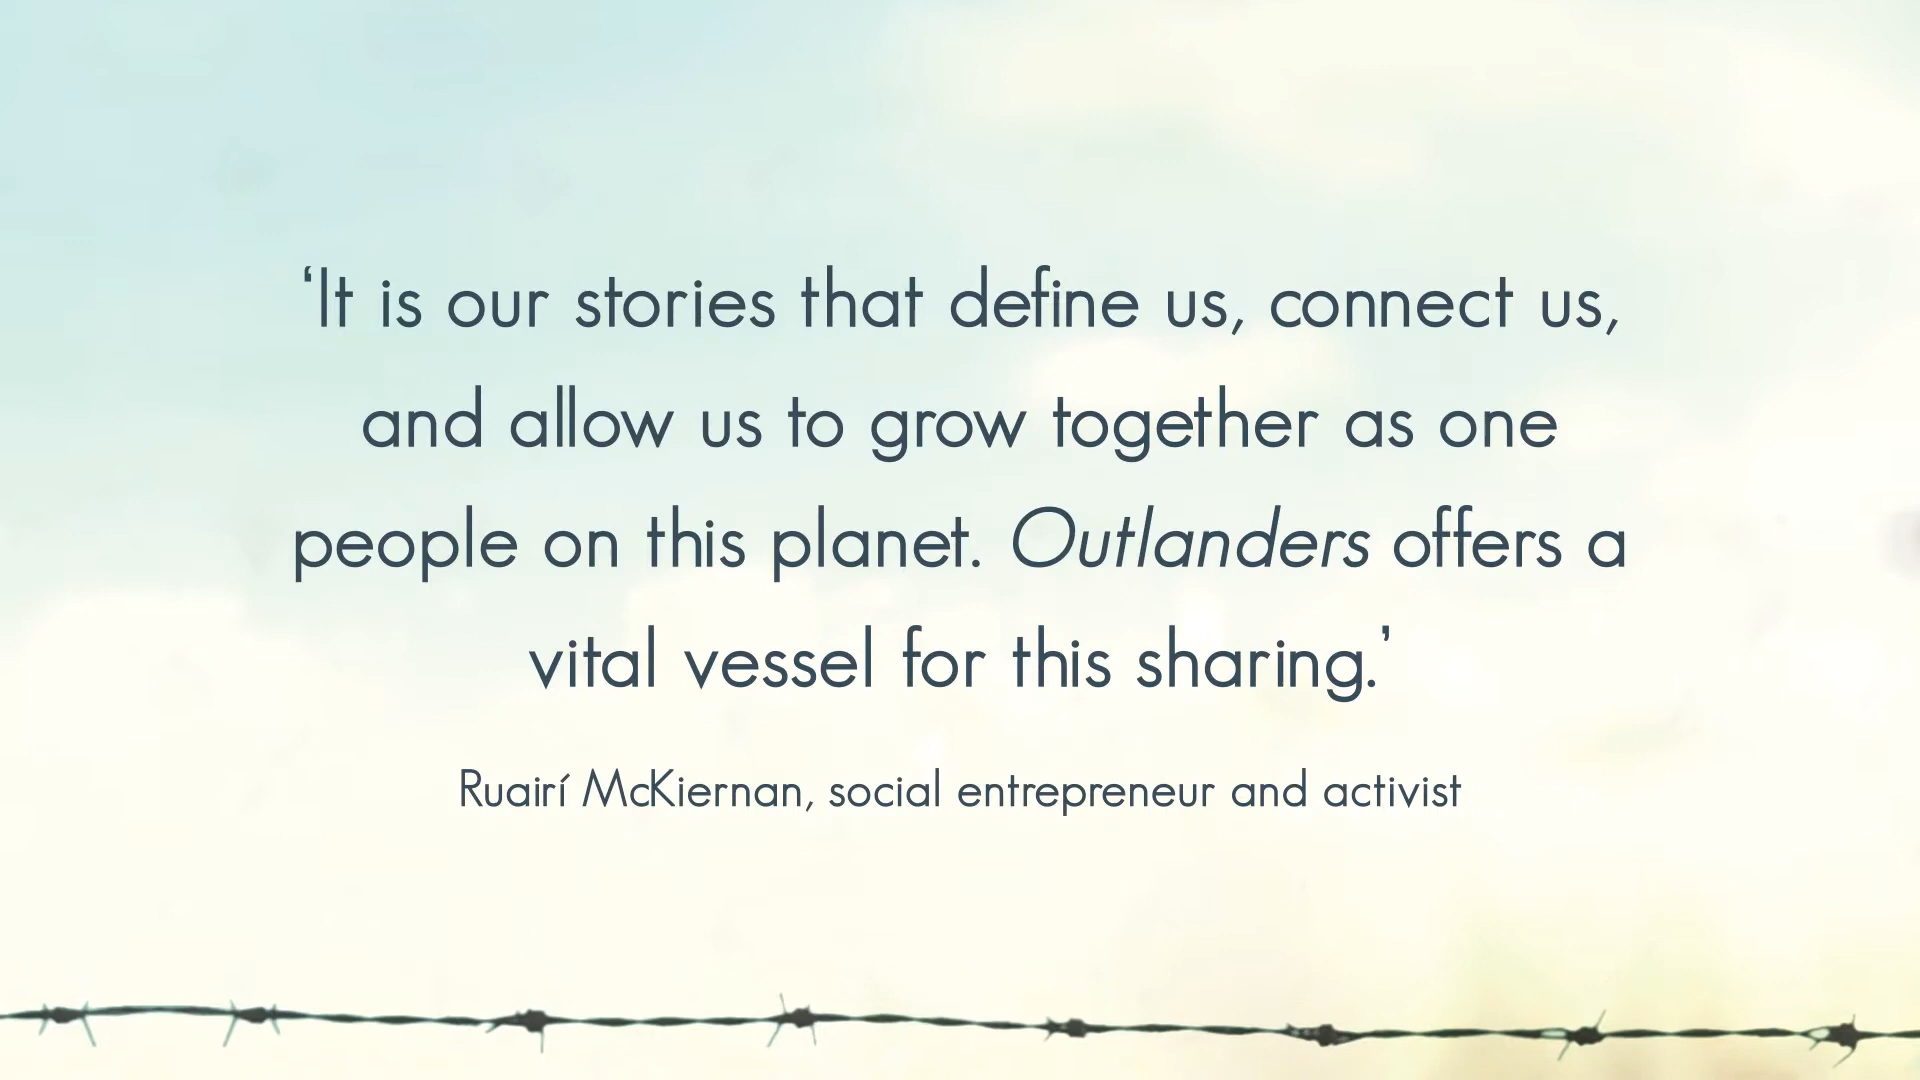 ‘It is our stories that define us, connect us,
and allow us to grow together as one
people on this planet. Outlanders offers a
vital vessel for this sharing.’
Ruairí McKiernan, social entrepreneur and activist